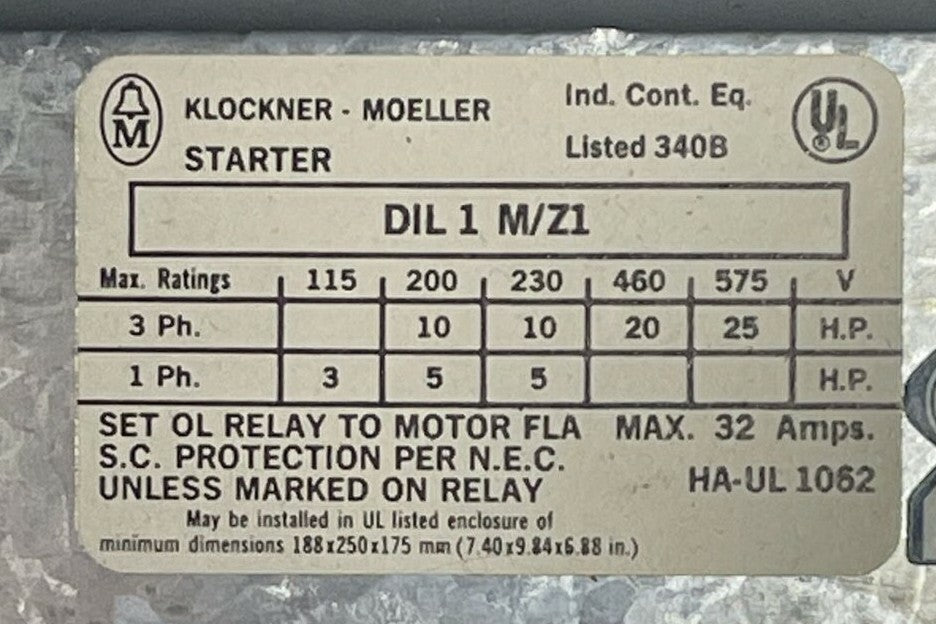 M
KLOCKNER - MOELLER
STARTER
Ind. Cont. Eq.
Listed 340B
UL ®
DIL 1 M/Z1
Max. Ratings 115 200 230 460 575 V
3 Ph. 10 10 20 25 H.P.
1 Ph. 3 5 5 H.P.
SET OL RELAY TO MOTOR FLA MAX. 32 Amps.
S.C. PROTECTION PER N.E.C.
UNLESS MARKED ON RELAY
HA-UL 1062
May be installed in UL listed enclosure of
minimum dimensions 188x250x175 mm (7.40x9.84x6.88 in.)